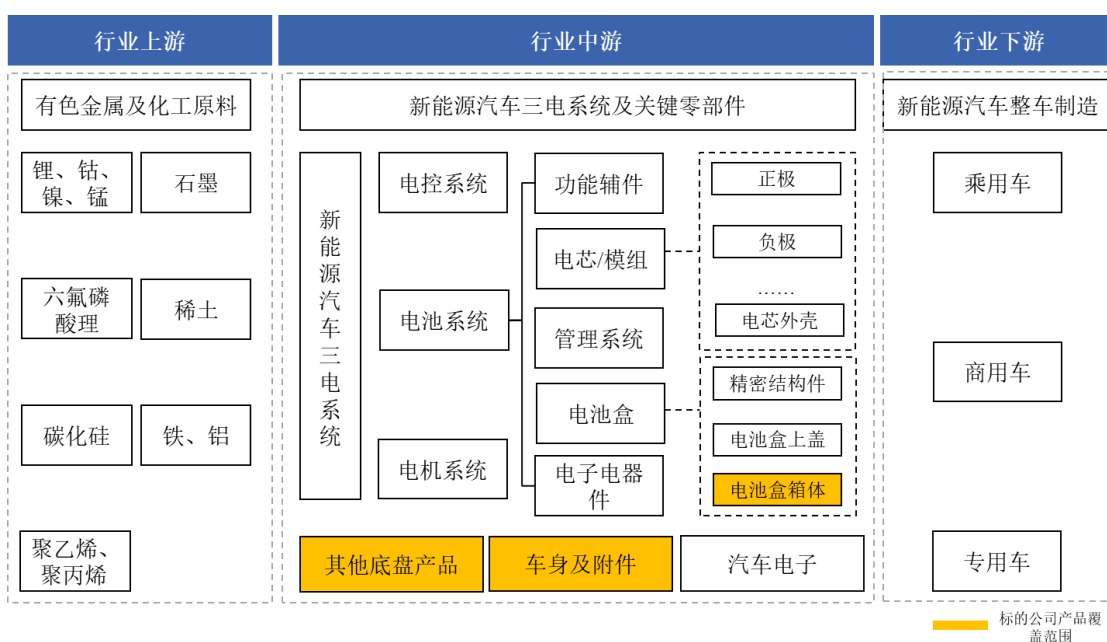 行业上游
行业中游
行业下游
有色金属及化工原料
锂、钴、
镍、锰
石墨
六氟磷
酸理
稀土
碳化硅
铁、铝
聚乙烯、
聚丙烯
新能源汽车三电系统及关键零部件
新能源汽车三电系统
电控系统
电池系统
电机系统
功能辅件
电芯/模组
管理系统
电池盒
电子电器
件
正极
负极
……
电芯外壳
精密结构件
电池盒上盖
电池盒箱体
其他底盘产品
车身及附件
汽车电子
新能源汽车整车制造
乘用车
商用车
专用车
标的公司产品覆
盖范围